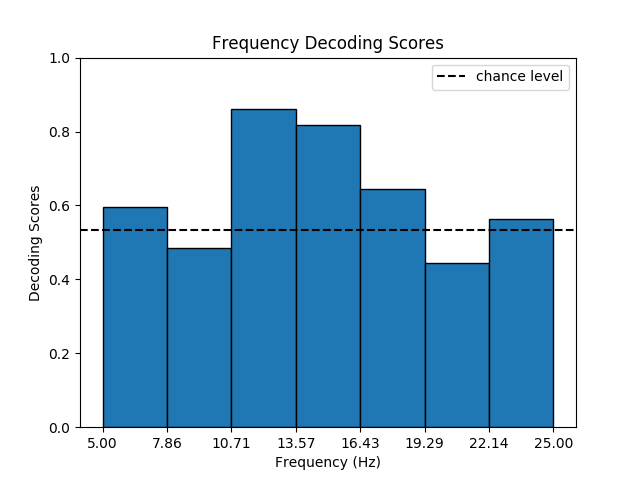 Frequency Decoding Scores
chance level
1.0
0.8
0.6
0.4
0.2
0.0
Decoding Scores
5.00 7.86 10.71 13.57 16.43 19.29 22.14 25.00
Frequency (Hz)